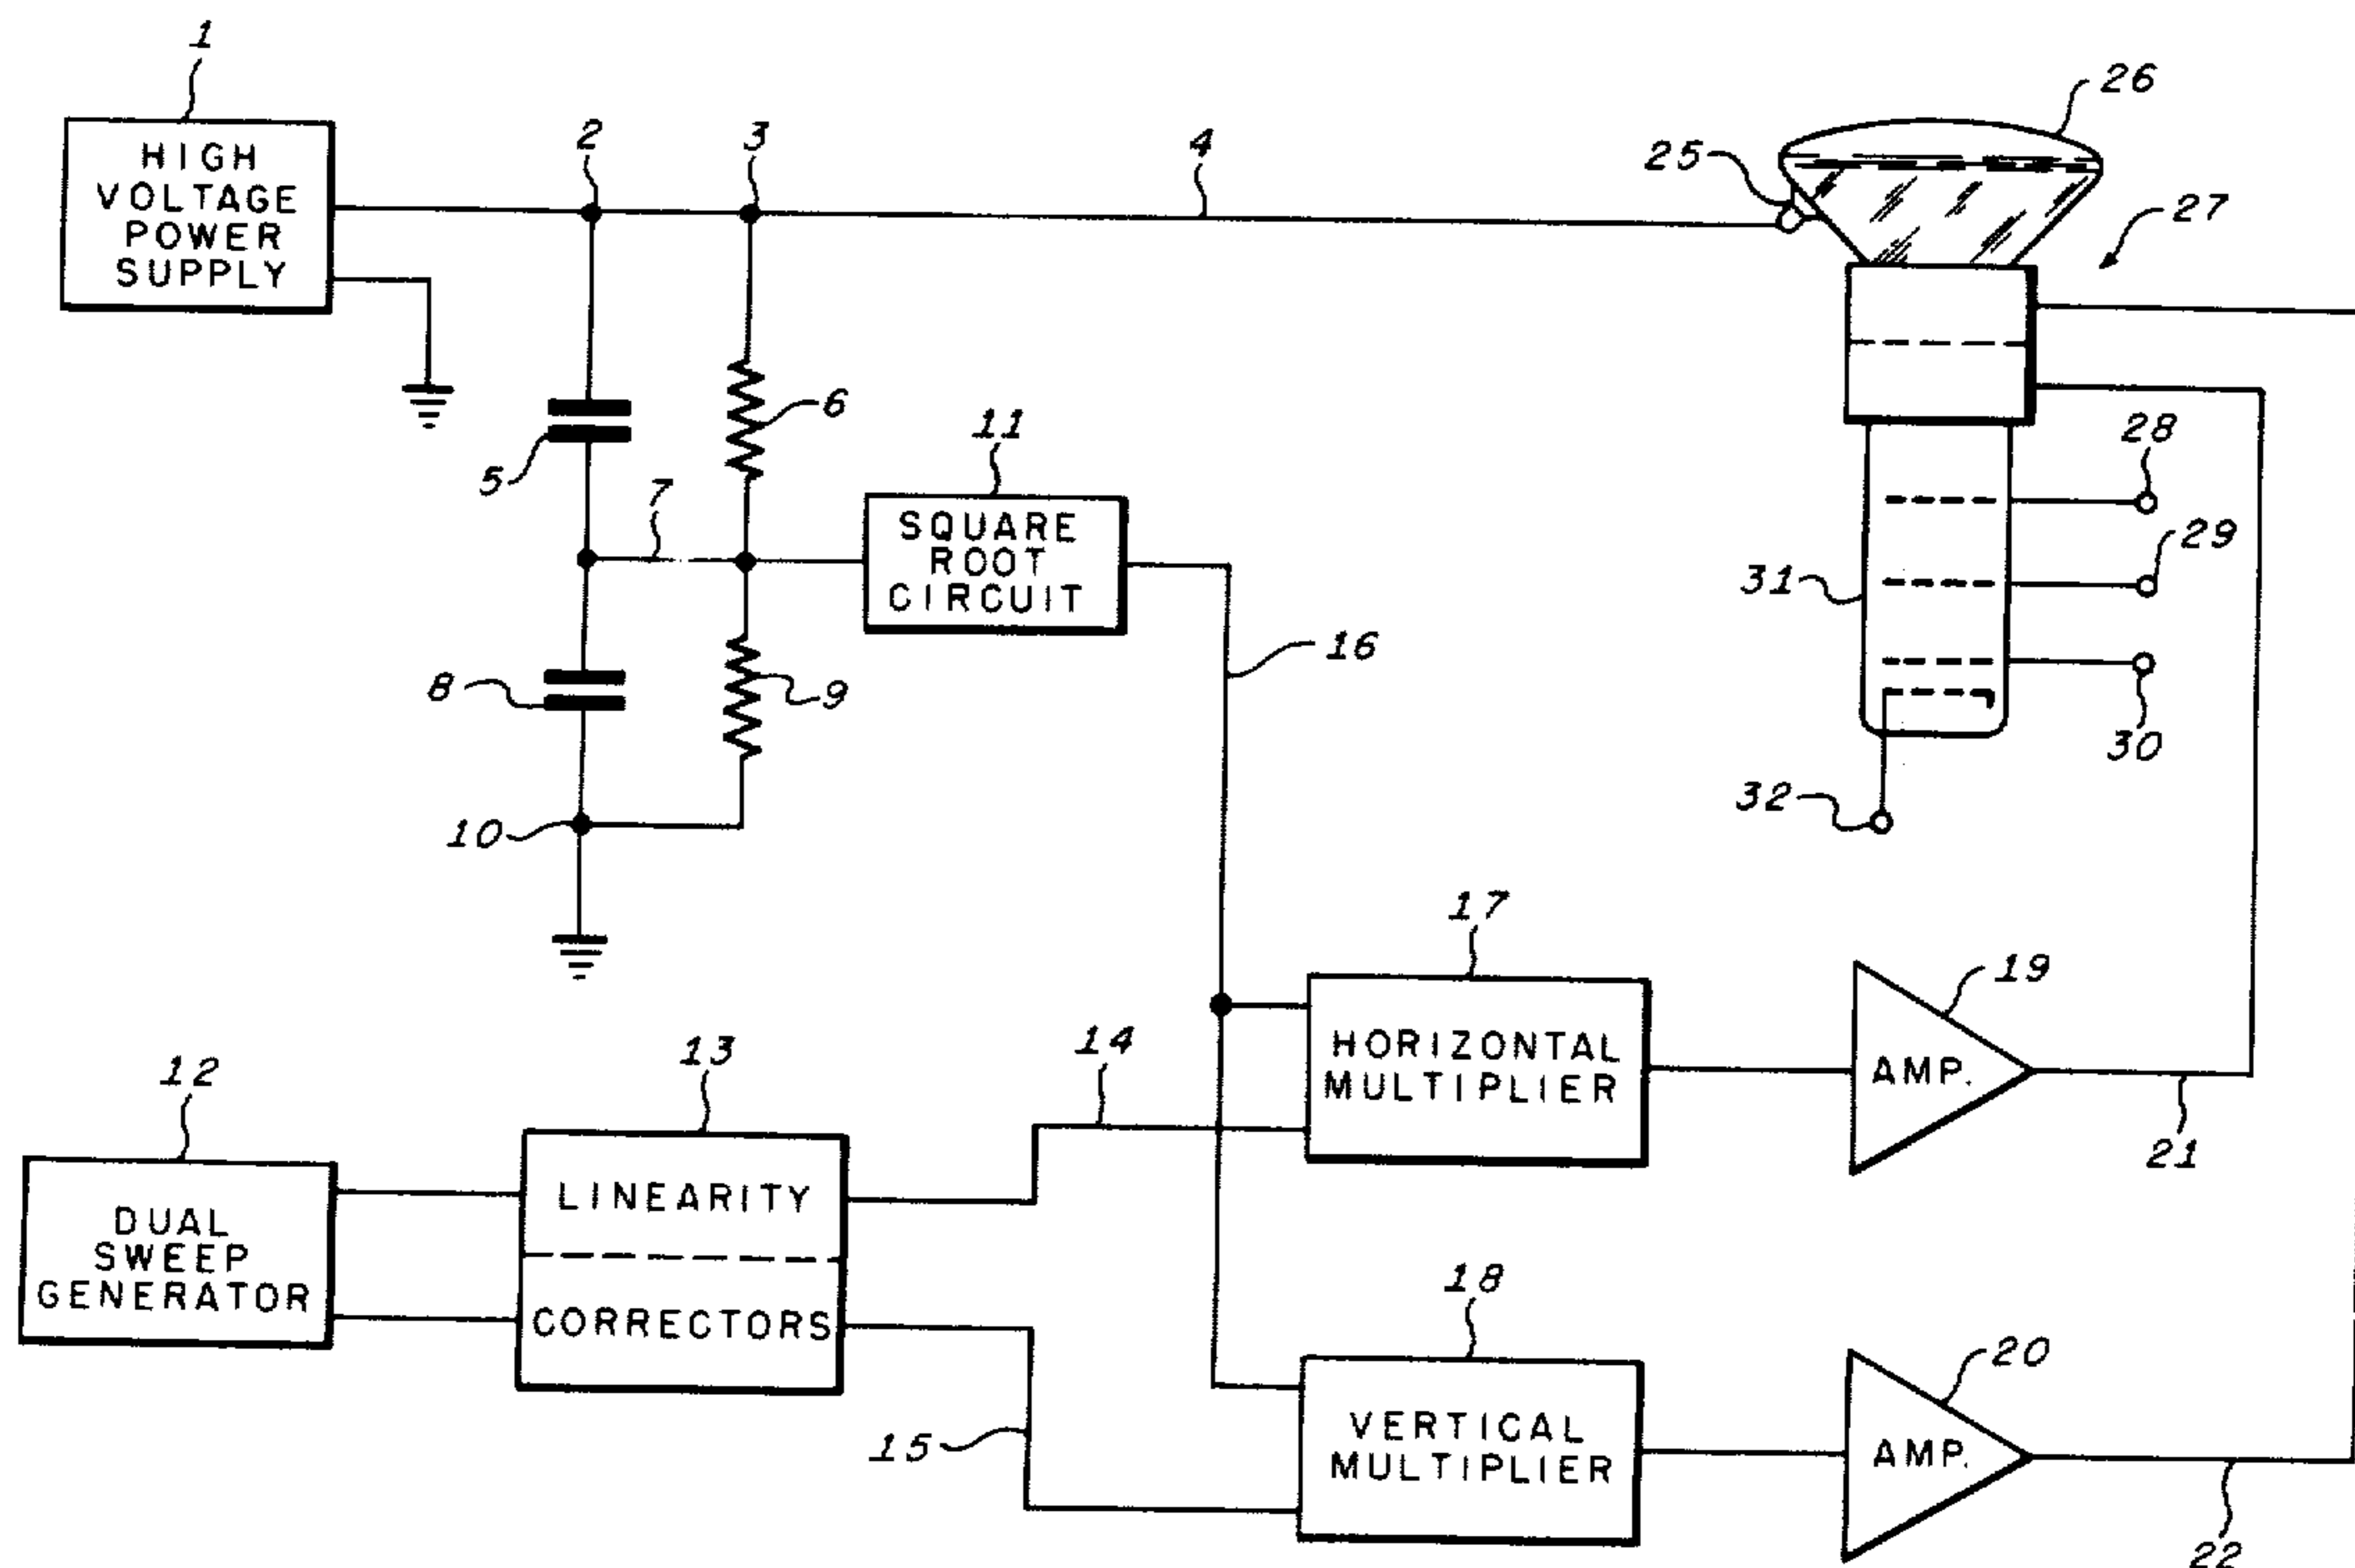 1
HIGH
VOLTAGE
POWER
SUPPLY
2
3
4
25
26
27
5
6
7
11
SQUARE
ROOT
CIRCUIT
28
29
31
30
32
8
9
10
16
12
DUAL
SWEEP
GENERATOR
13
LINEARITY
CORRECTORS
14
15
17
HORIZONTAL
MULTIPLIER
19
AMP.
21
18
VERTICAL
MULTIPLIER
20
AMP.
22